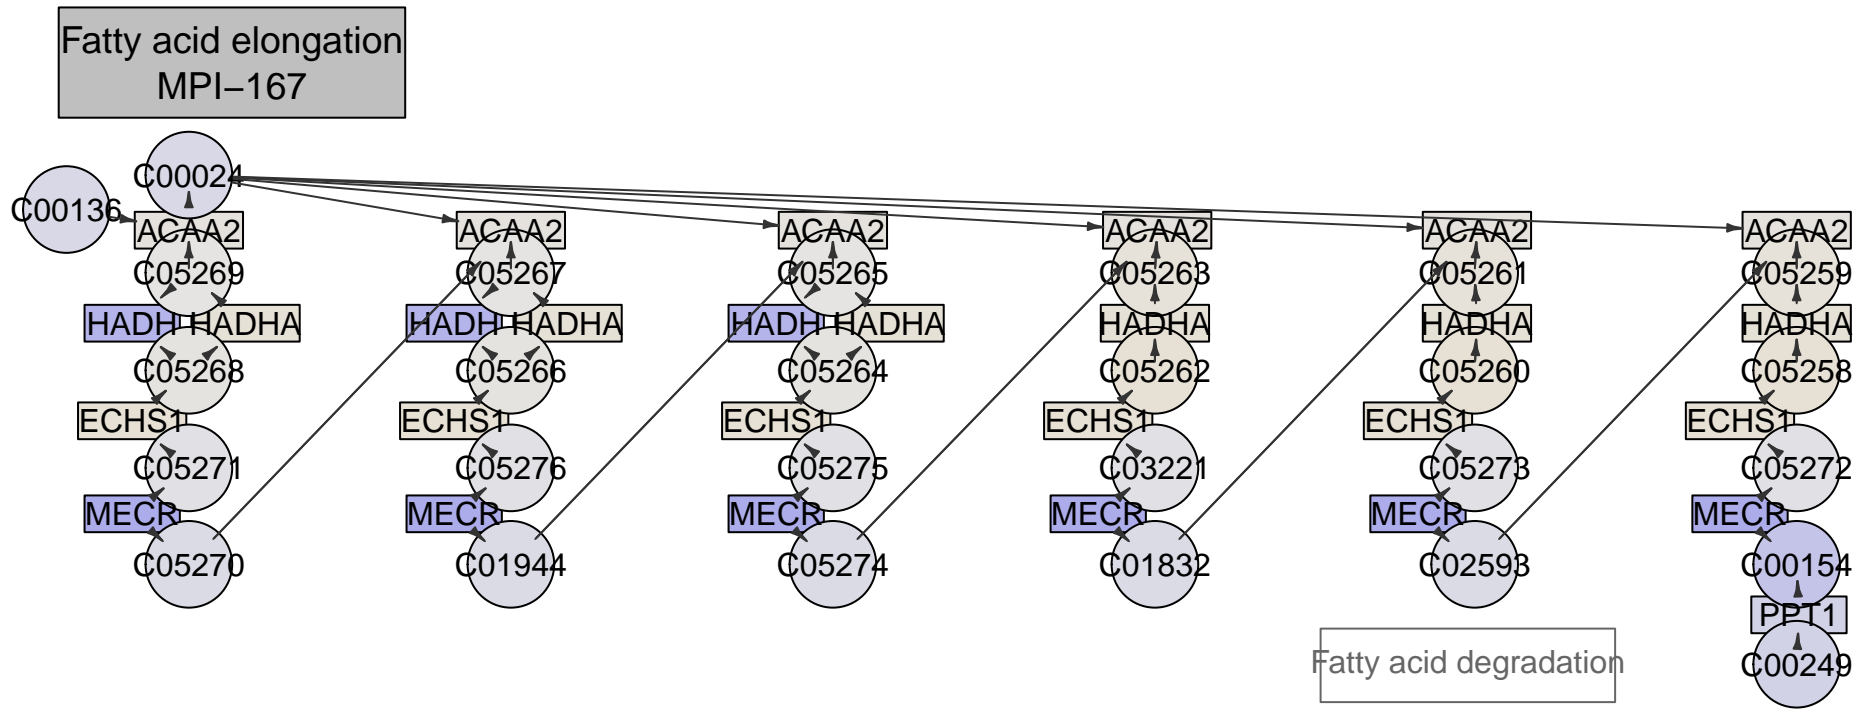 Fatty acid elongation
MPI−167
C00024
C00136
ACAA2 ACAA2 ACAA2 ACAA2 ACAA2 ACAA2
C05269 C05267 C05265 C05263 C05261 C05259
HADH HADHA HADH HADHA HADH HADHA HADHA HADHA HADHA
C05268 C05266 C05264 C05262 C05260 C05258
ECHS1 ECHS1 ECHS1 ECHS1 ECHS1 ECHS1
C05271 C05276 C05275 C03221 C05273 C05272
MECR MECR MECR MECR MECR MECR
C05270 C01944 C05274 C01832 C02593 C00154
PPT1
Fatty acid degradation C00249